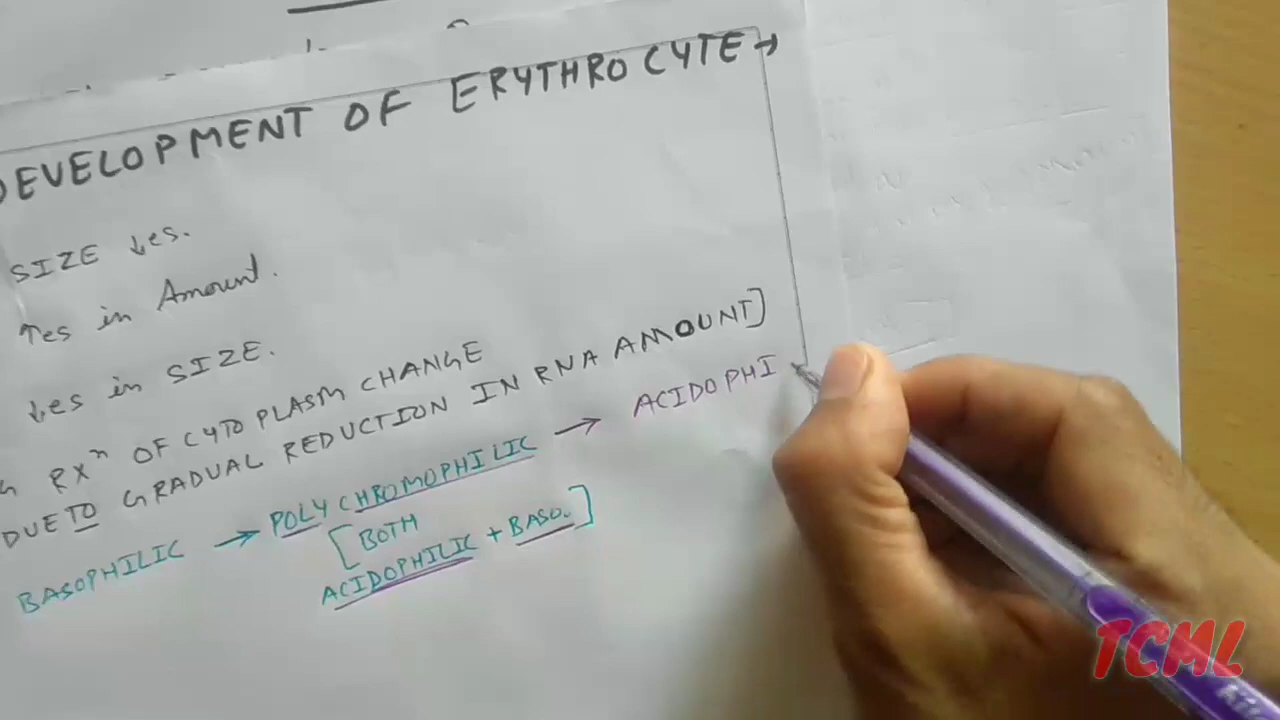 DEVELOPMENT OF ERYTHROCYTE →
SIZE ↓es.
↑es in Amount.
↓es in SIZE.
G RXⁿ OF CYTOPLASM CHANGE
DUE TO GRADUAL REDUCTION IN RNA AMOUNT]
BASOPHILIC → POLYCHROMOPHILIC → ACIDOPHI
[BOTH
ACIDOPHILIC + BASO.]
TCML